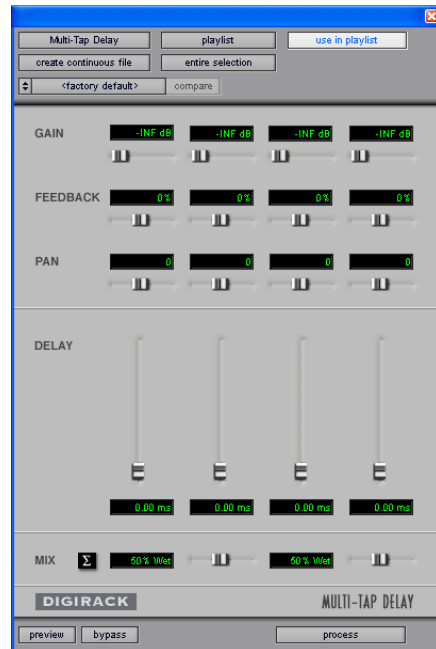 Multi-Tap Delay playlist use in playlist
create continuous file entire selection
<factory default> compare
GAIN -INF dB -INF dB -INF dB -INF dB
FEEDBACK 0% 0% 0% 0%
PAN 0 0 0 0
DELAY
0.00 ms 0.00 ms 0.00 ms 0.00 ms
MIX Σ 50% Wet 50% Wet
DIGIRACK MULTI-TAP DELAY
preview bypass process